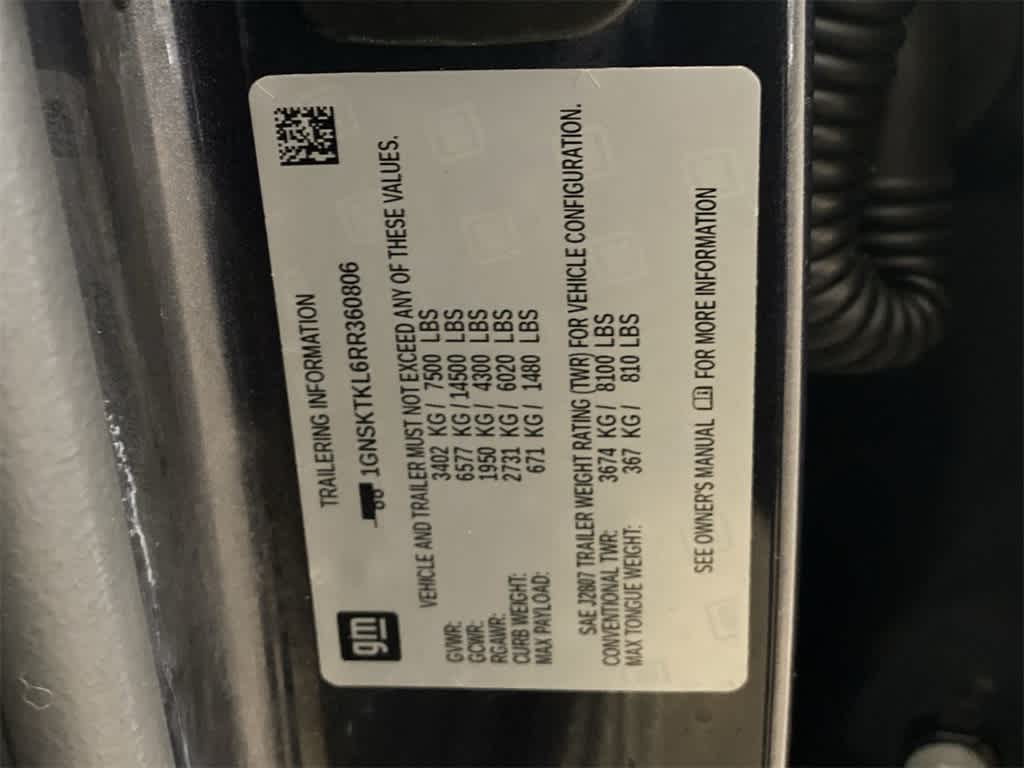 gm
TRAILERING INFORMATION
1GNSKTKL6RR360806
VEHICLE AND TRAILER MUST NOT EXCEED ANY OF THESE VALUES.
GVWR: 3402 KG / 7500 LBS
GCWR: 6577 KG / 14500 LBS
RGAWR: 1950 KG / 4300 LBS
CURB WEIGHT: 2731 KG / 6020 LBS
MAX PAYLOAD: 671 KG / 1480 LBS
SAE J2807 TRAILER WEIGHT RATING (TWR) FOR VEHICLE CONFIGURATION.
CONVENTIONAL TWR: 3674 KG / 8100 LBS
MAX TONGUE WEIGHT: 367 KG / 810 LBS
SEE OWNER'S MANUAL FOR MORE INFORMATION